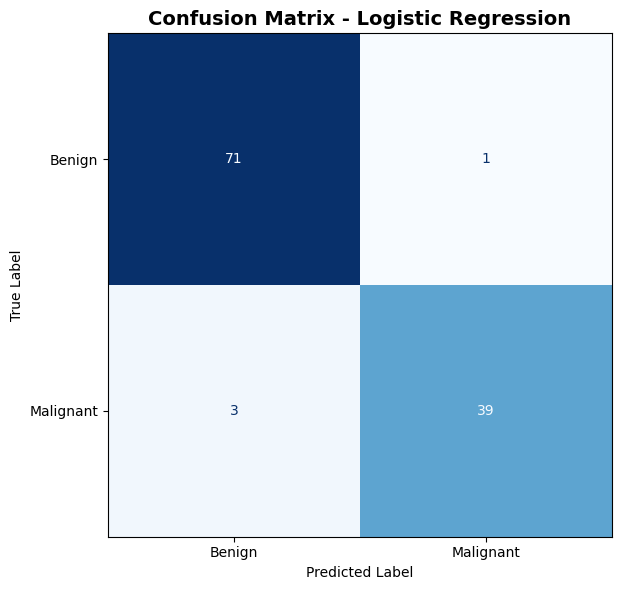 Confusion Matrix - Logistic Regression
True Label
Benign
71
1
Malignant
3
39
Benign
Malignant
Predicted Label